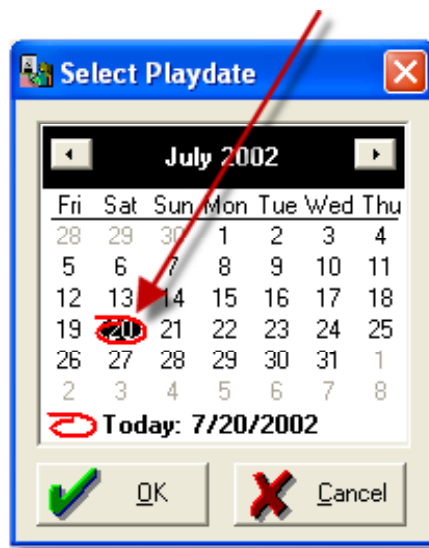 Select Playdate
July 2002
Fri Sat Sun Mon Tue Wed Thu
28 29 30 1 2 3 4
5 6 7 8 9 10 11
12 13 14 15 16 17 18
19 20 21 22 23 24 25
26 27 28 29 30 31 1
2 3 4 5 6 7 8
Today: 7/20/2002
OK Cancel